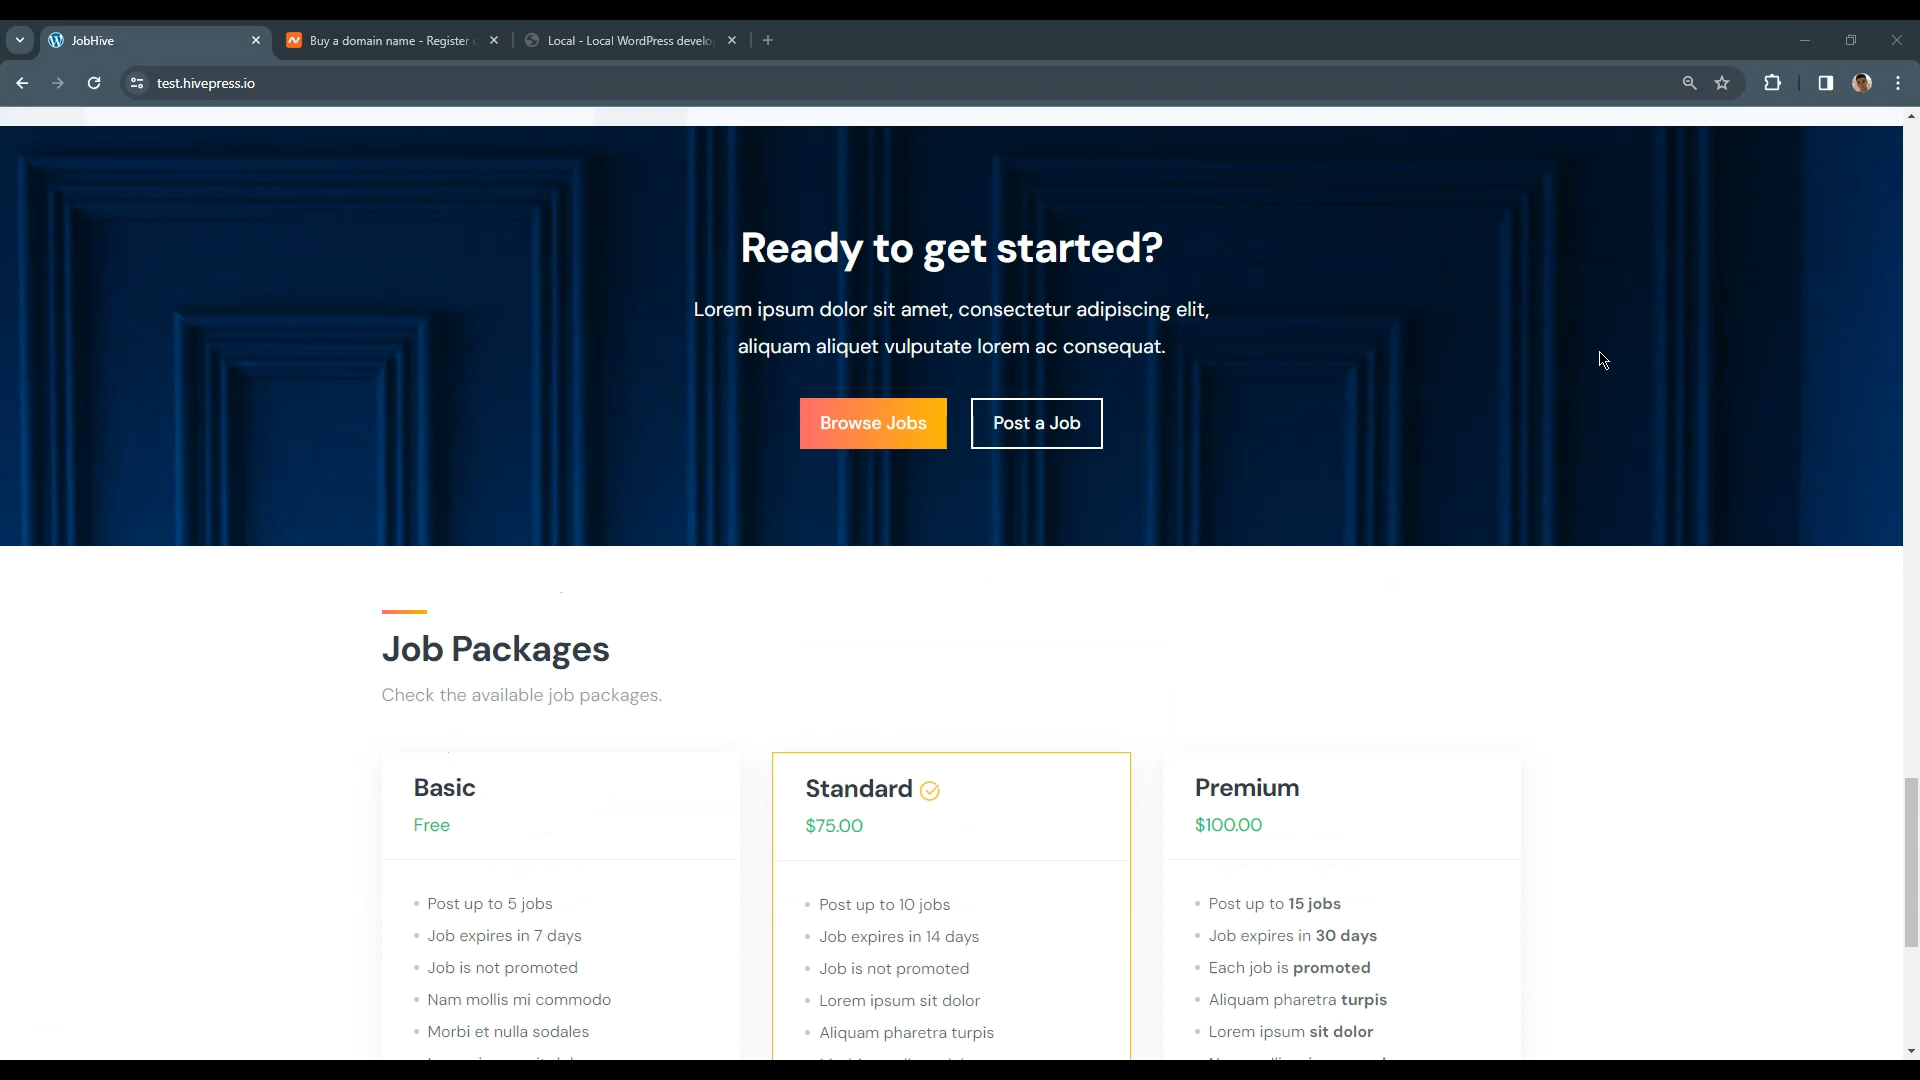 JobHive
Buy a domain name - Register
Local - Local WordPress develo
test.hivepress.io
Ready to get started?
Lorem ipsum dolor sit amet, consectetur adipiscing elit,
aliquam aliquet vulputate lorem ac consequat.
Browse Jobs
Post a Job
Job Packages
Check the available job packages.
Basic
Free
Post up to 5 jobs
Job expires in 7 days
Job is not promoted
Nam mollis mi commodo
Morbi et nulla sodales
Standard
$75.00
Post up to 10 jobs
Job expires in 14 days
Job is not promoted
Lorem ipsum sit dolor
Aliquam pharetra turpis
Premium
$100.00
Post up to 15 jobs
Job expires in 30 days
Each job is promoted
Aliquam pharetra turpis
Lorem ipsum sit dolor